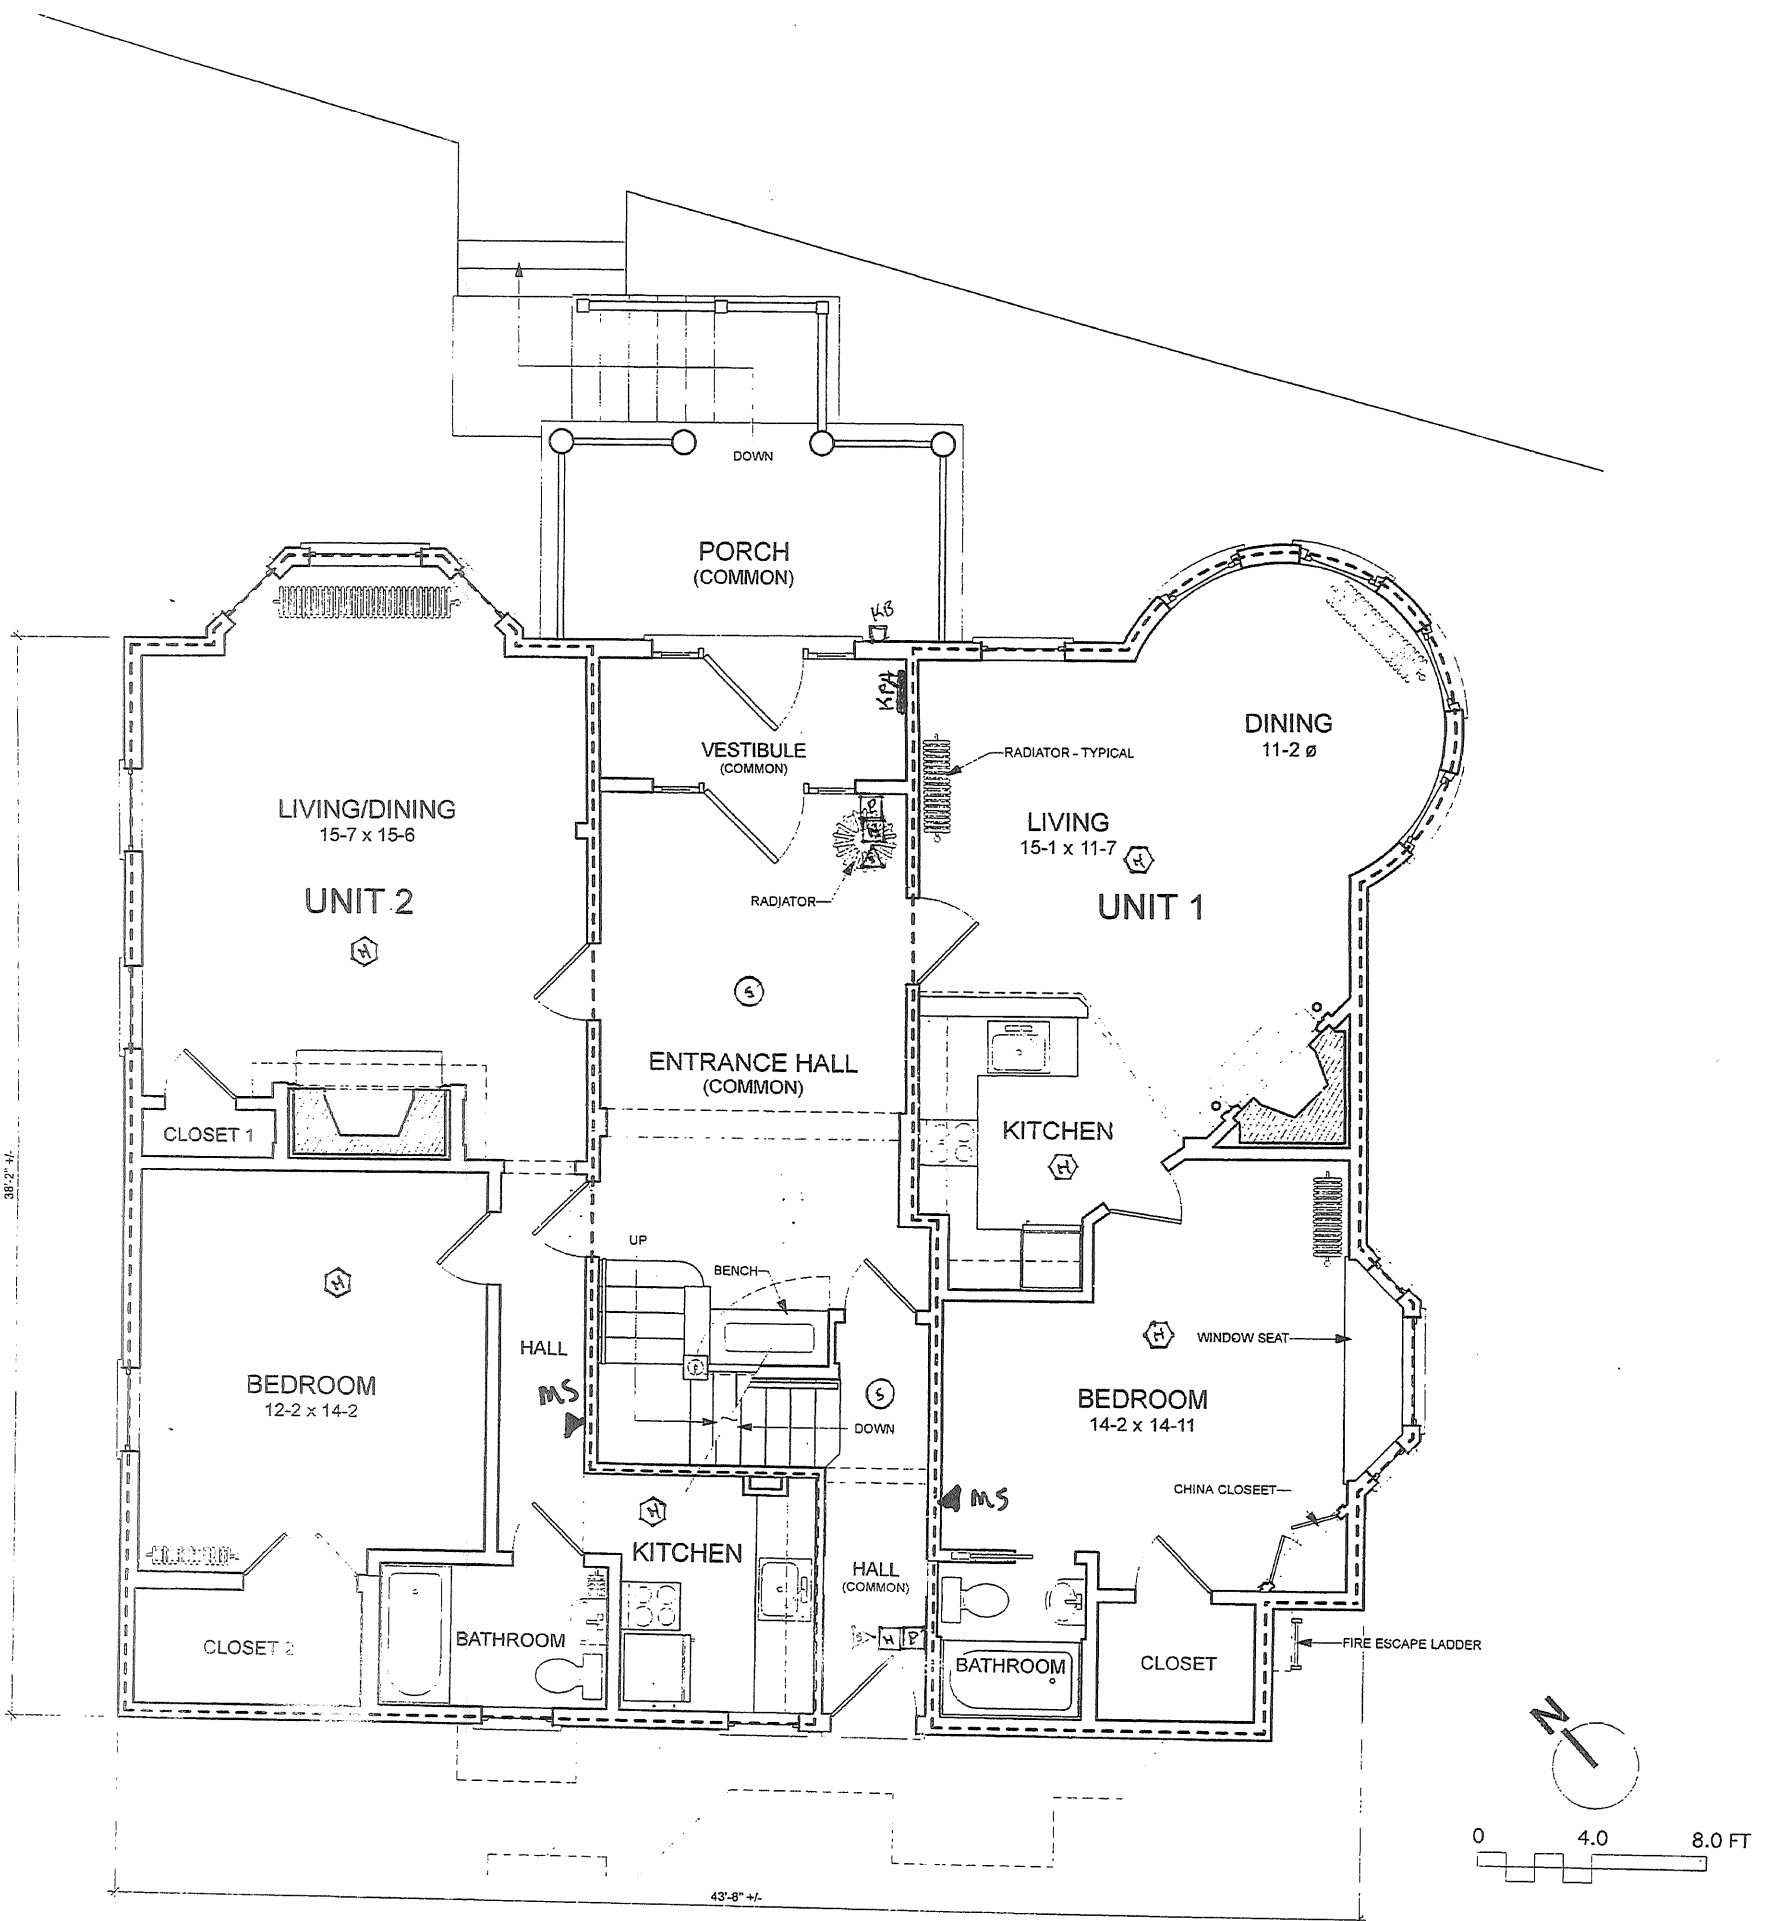 DOWN
PORCH
(COMMON)
KB
KPA
VESTIBULE
(COMMON)
RADIATOR - TYPICAL
DINING
11-2 ø
LIVING/DINING
15-7 x 15-6
UNIT 2
H
P
H
RADIATOR
LIVING
15-1 x 11-7
H
UNIT 1
S
ENTRANCE HALL
(COMMON)
CLOSET 1
KITCHEN
H
38'-2" +/-
UP
BENCH
H
HALL
BEDROOM
12-2 x 14-2
MS
F
S
DOWN
H
WINDOW SEAT
BEDROOM
14-2 x 14-11
CHINA CLOSEET
MS
H
KITCHEN
HALL
(COMMON)
CLOSET 2
BATHROOM
S
H
P
BATHROOM
CLOSET
FIRE ESCAPE LADDER
N
0 4.0 8.0 FT
43'-8" +/-